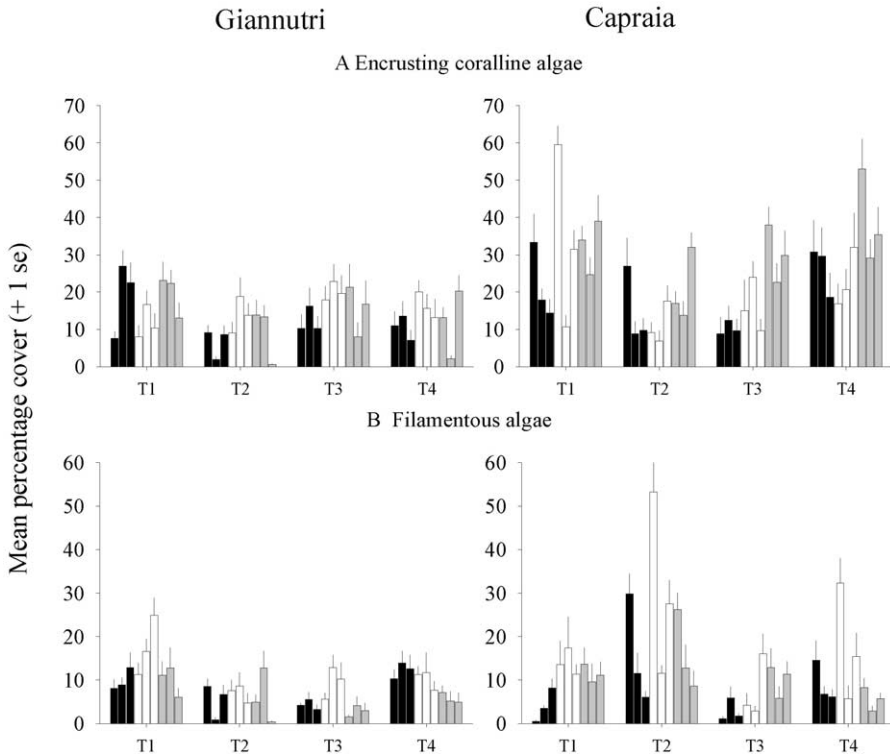 Giannutri Capraia
A Encrusting coralline algae
Mean percentage cover (+ 1 se)
70 70
60 60
50 50
40 40
30 30
20 20
10 10
0 0
T1 T2 T3 T4 T1 T2 T3 T4
B Filamentous algae
60 60
50 50
40 40
30 30
20 20
10 10
0 0
T1 T2 T3 T4 T1 T2 T3 T4